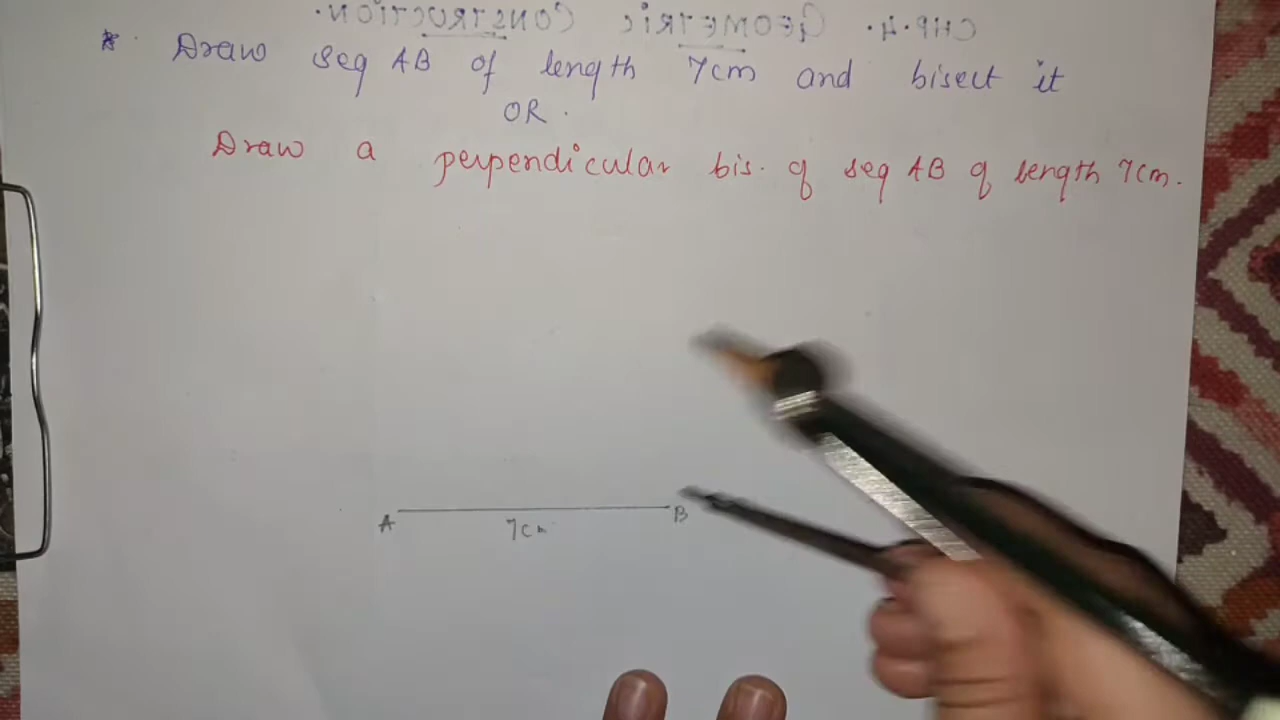 CHP.4. Geometric Construction.
* Draw seg AB of length 7cm and bisect it
OR.
Draw a perpendicular bis. of seg AB of length 7cm.
A B
7cm